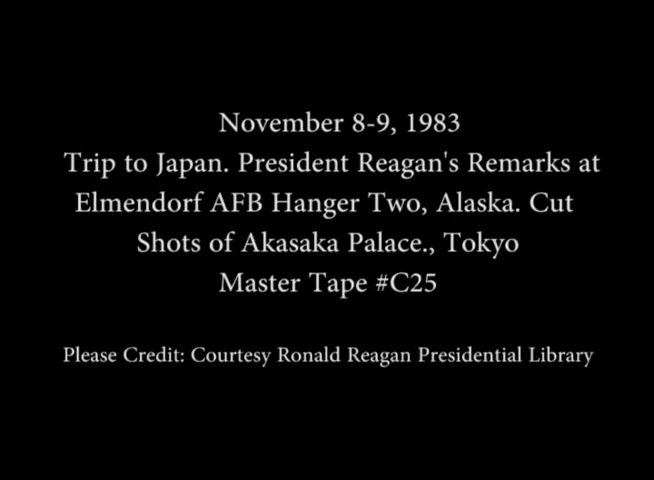 November 8-9, 1983
Trip to Japan. President Reagan's Remarks at
Elmendorf AFB Hanger Two, Alaska. Cut
Shots of Akasaka Palace., Tokyo
Master Tape #C25
Please Credit: Courtesy Ronald Reagan Presidential Library